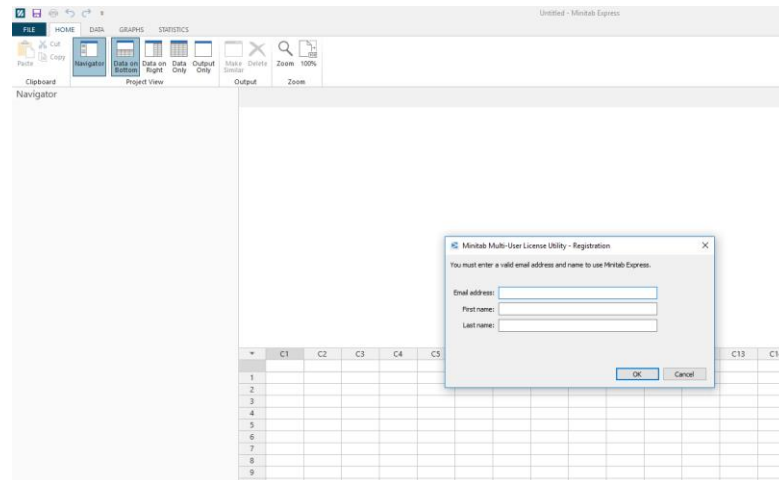 Untitled - Minitab Express
FILE HOME DATA GRAPHS STATISTICS
Paste
Cut
Copy
Navigator
Data on Bottom
Data on Right
Data Only
Output Only
Make Similar
Delete
Zoom
100%
Clipboard Project View Output Zoom
Navigator
Minitab Multi-User License Utility - Registration
You must enter a valid email address and name to use Minitab Express.
Email address:
First name:
Last name:
OK Cancel
C1 C2 C3 C4 C5 C13
1
2
3
4
5
6
7
8
9